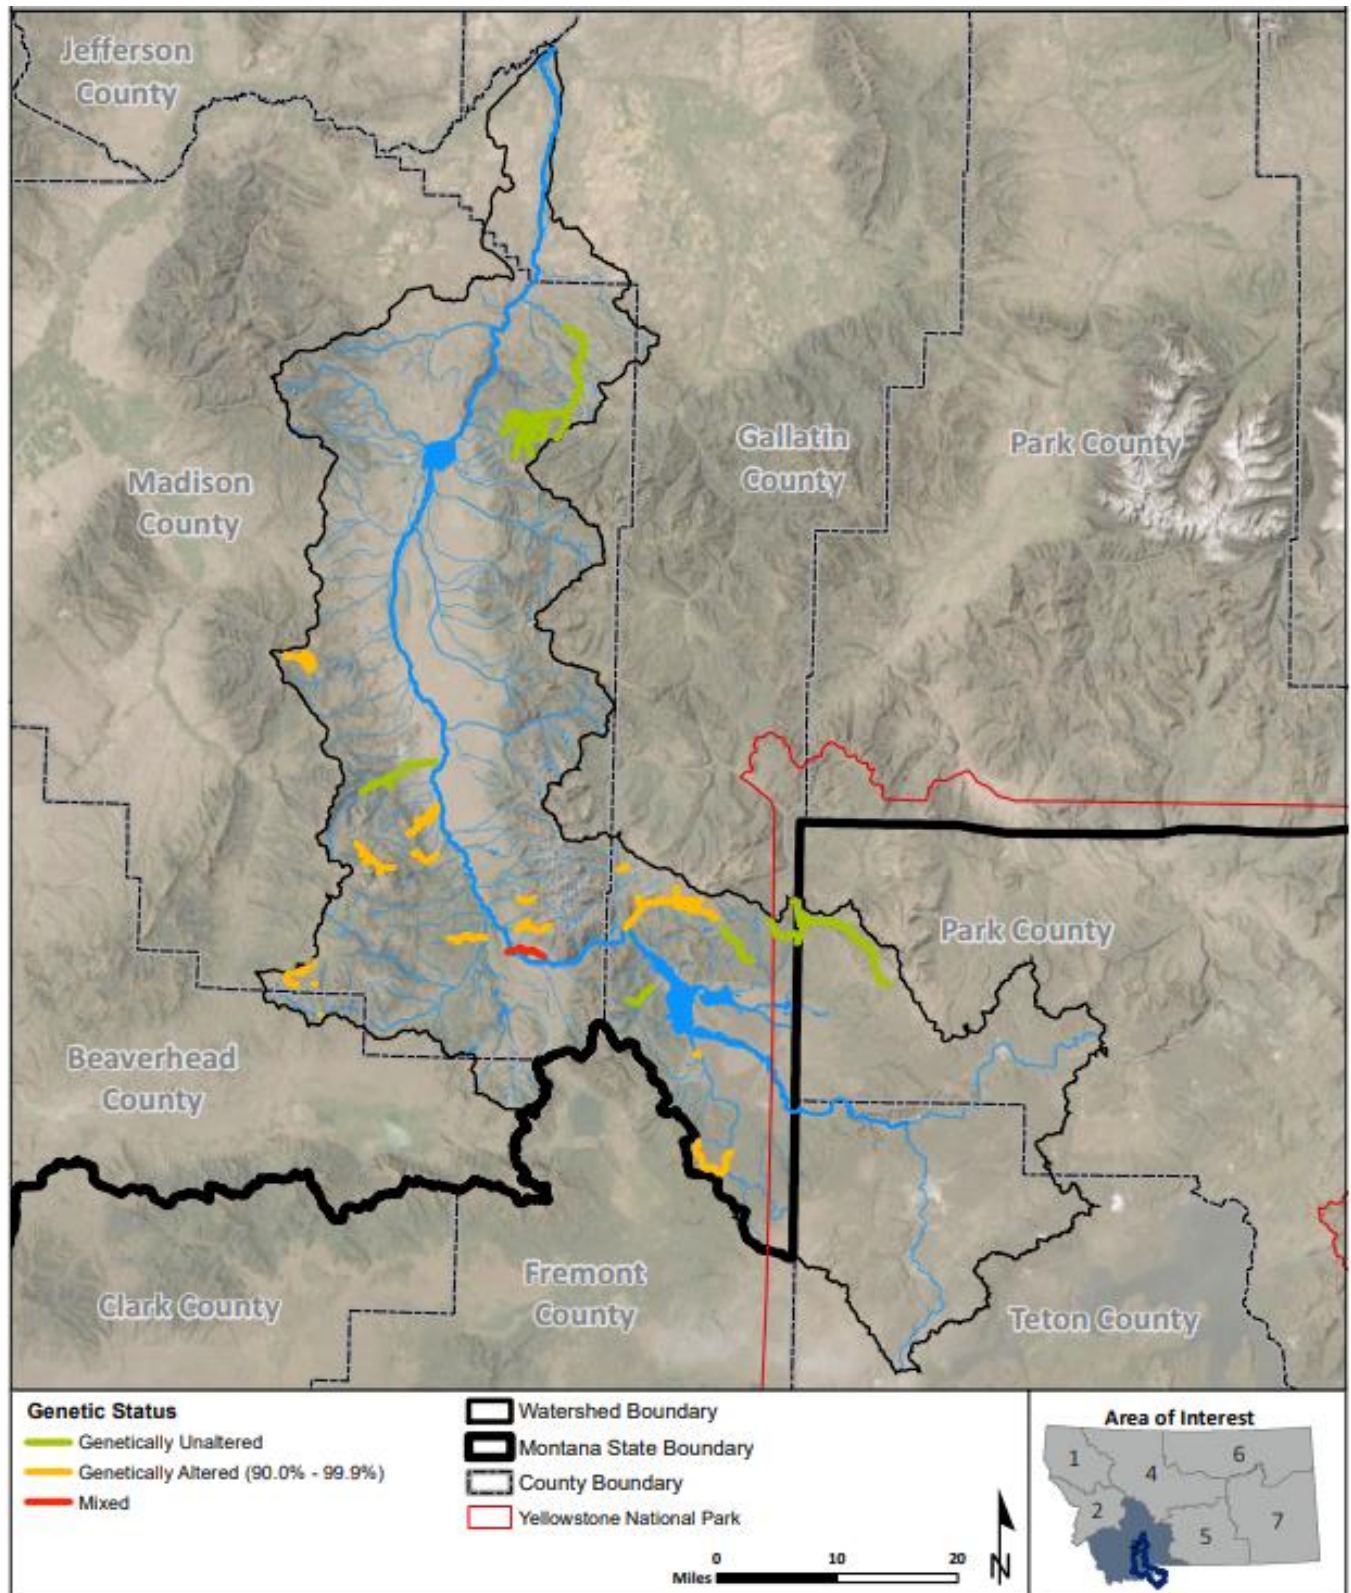 Jefferson
County
Gallatin
County
Park County
Madison
County
Park County
Beaverhead
County
Fremont
County
Clark County
Teton County
Genetic Status
Genetically Unaltered
Genetically Altered (90.0% - 99.9%)
Mixed
Watershed Boundary
Montana State Boundary
County Boundary
Yellowstone National Park
0 10 20
Miles
N
Area of Interest
1
4
6
2
5
7